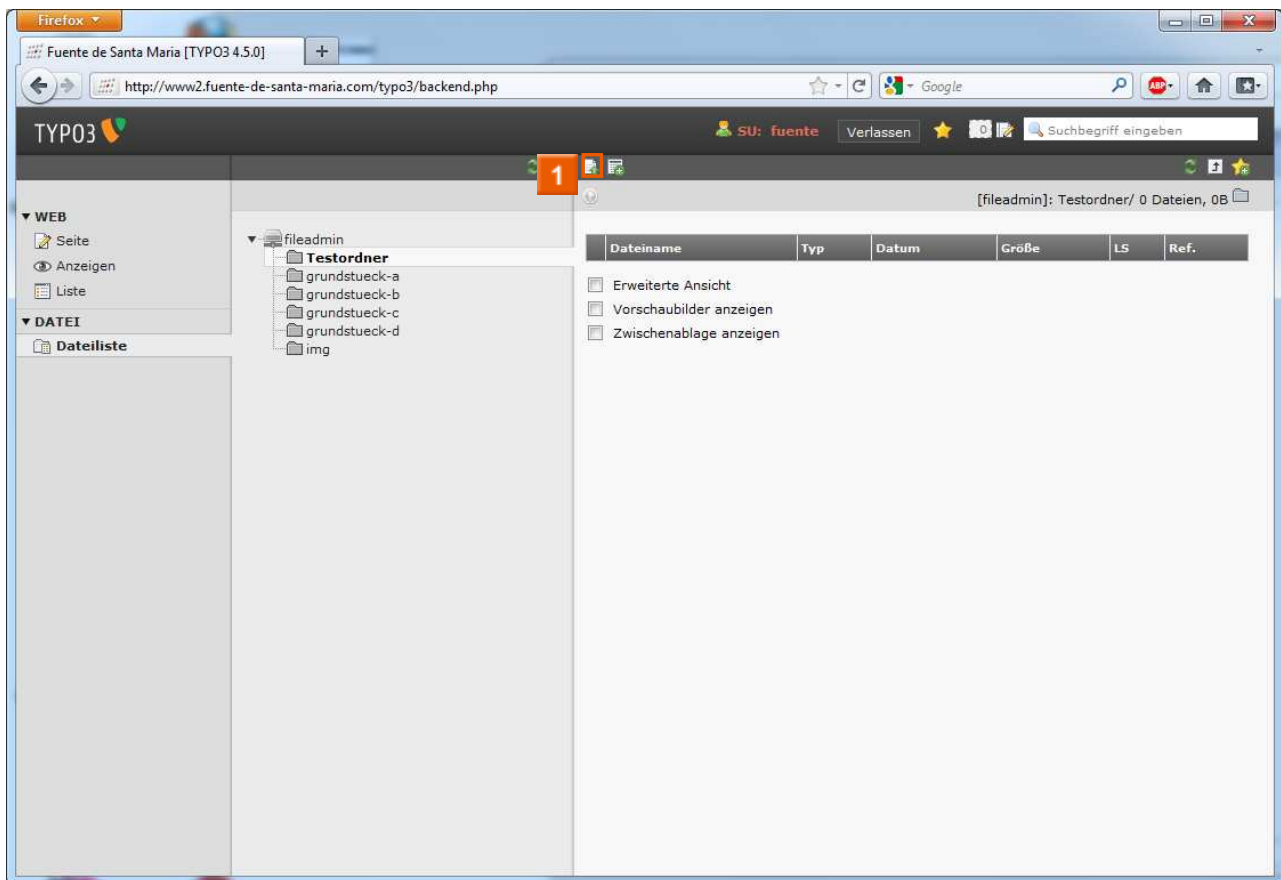 Firefox
Fuente de Santa Maria [TYPO3 4.5.0]
http://www2.fuente-de-santa-maria.com/typo3/backend.php
Google
ABP
TYPO3
SU: fuente
Verlassen
0
Suchbegriff eingeben
1
[fileadmin]: Testordner/ 0 Dateien, 0B
WEB
Seite
Anzeigen
Liste
DATEI
Dateiliste
fileadmin
Testordner
grundstueck-a
grundstueck-b
grundstueck-c
grundstueck-d
img
Dateiname Typ Datum Größe LS Ref.
Erweiterte Ansicht
Vorschaubilder anzeigen
Zwischenablage anzeigen